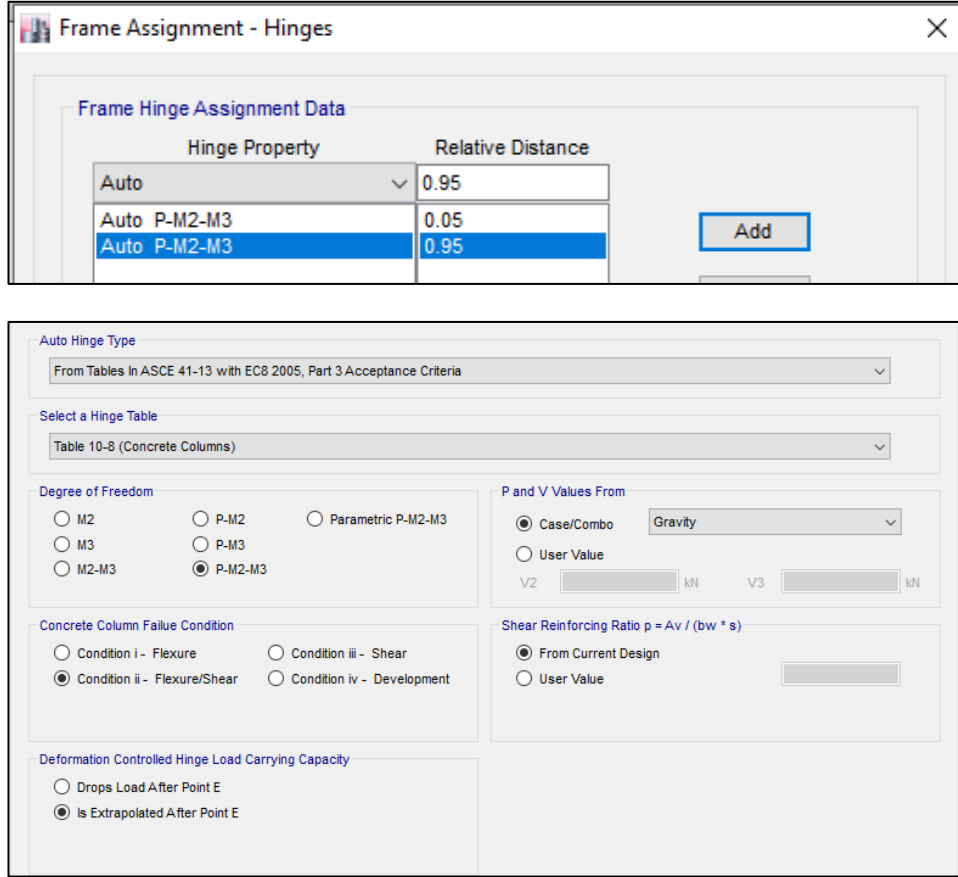 Frame Assignment - Hinges
Frame Hinge Assignment Data
Hinge Property Relative Distance
Auto 0.95
Auto P-M2-M3 0.05
Auto P-M2-M3 0.95
Add
Auto Hinge Type
From Tables In ASCE 41-13 with EC8 2005, Part 3 Acceptance Criteria
Select a Hinge Table
Table 10-8 (Concrete Columns)
Degree of Freedom
M2 P-M2 Parametric P-M2-M3
M3 P-M3
M2-M3 P-M2-M3
P and V Values From
Case/Combo Gravity
User Value
V2 kN V3 kN
Concrete Column Failue Condition
Condition i - Flexure Condition iii - Shear
Condition ii - Flexure/Shear Condition iv - Development
Shear Reinforcing Ratio p = Av / (bw * s)
From Current Design
User Value
Deformation Controlled Hinge Load Carrying Capacity
Drops Load After Point E
Is Extrapolated After Point E